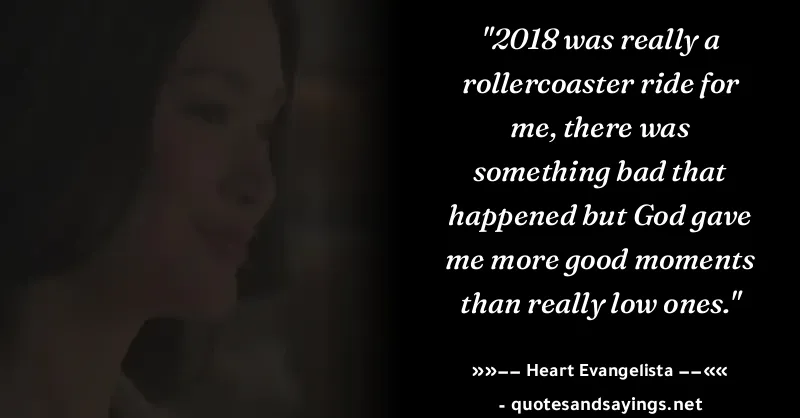 "2018 was really a
rollercoaster ride for
me, there was
something bad that
happened but God gave
me more good moments
than really low ones."
»»−− Heart Evangelista −−««
- quotesandsayings.net